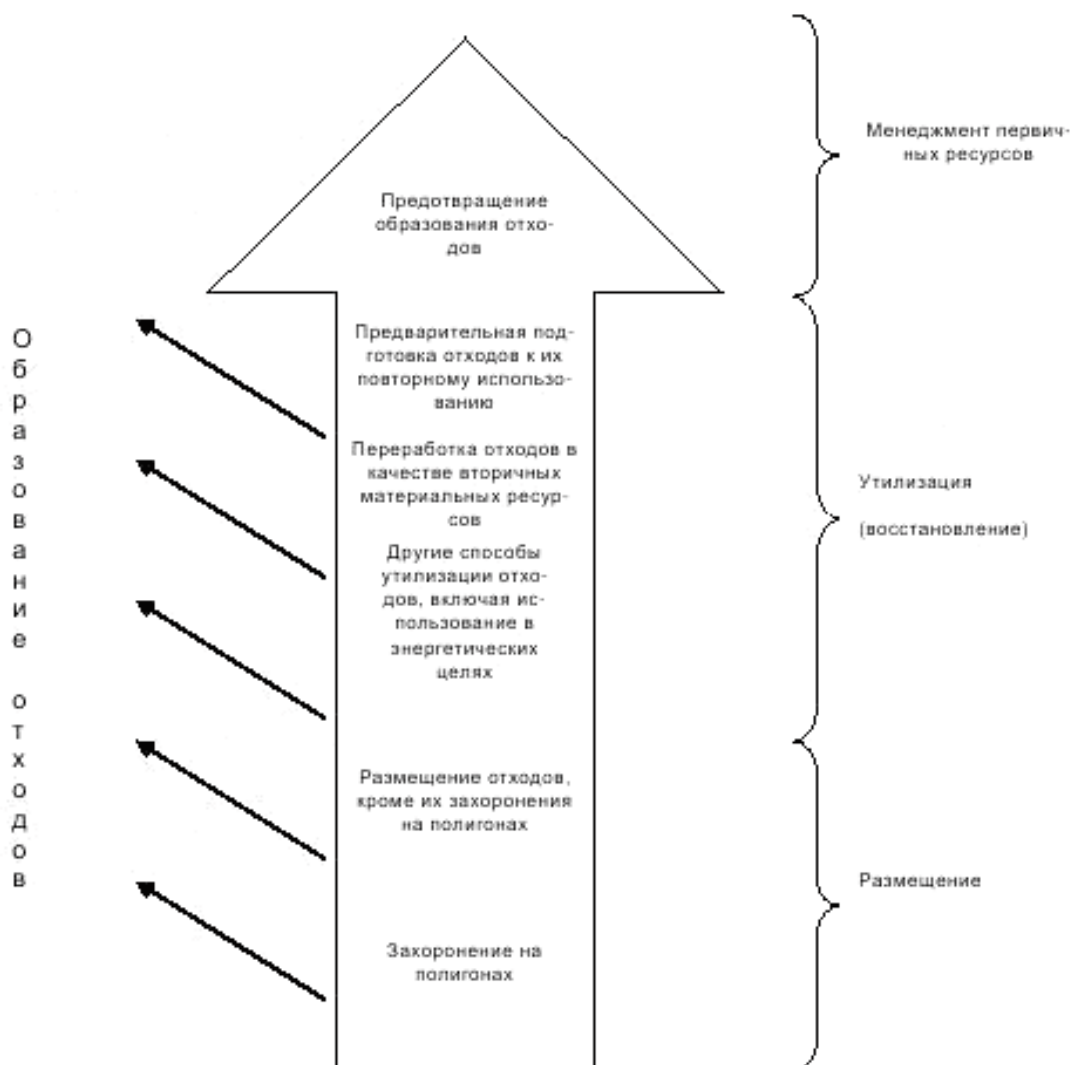 Менеджмент первич-
ных ресурсов
Предотвращение
образования отхо-
дов
Образование отходов
Предварительная под-
готовка отходов к их
повторному использо-
ванию
Переработка отходов в
качестве вторичных
материальных ресур-
сов
Другие способы
утилизации отхо-
дов, включая ис-
пользование в
энергетических
целях
Утилизация
(восстановление)
Размещение отходов,
кроме их захоронения
на полигонах
Размещение
Захоронение на
полигонах